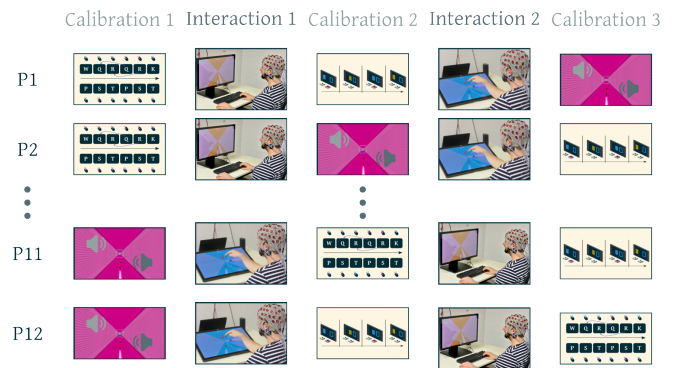 Calibration 1 Interaction 1 Calibration 2 Interaction 2 Calibration 3
P1
W Q R Q R K
P S T P S T
P2
W Q R Q R K
P S T P S T
P11
W Q R Q R K
P S T P S T
P12
W Q R Q R K
P S T P S T